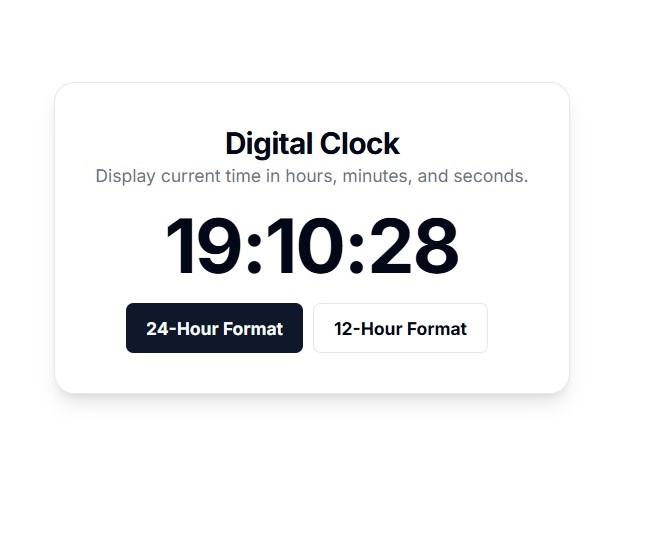 Digital Clock
Display current time in hours, minutes, and seconds.
19:10:28
24-Hour Format 12-Hour Format